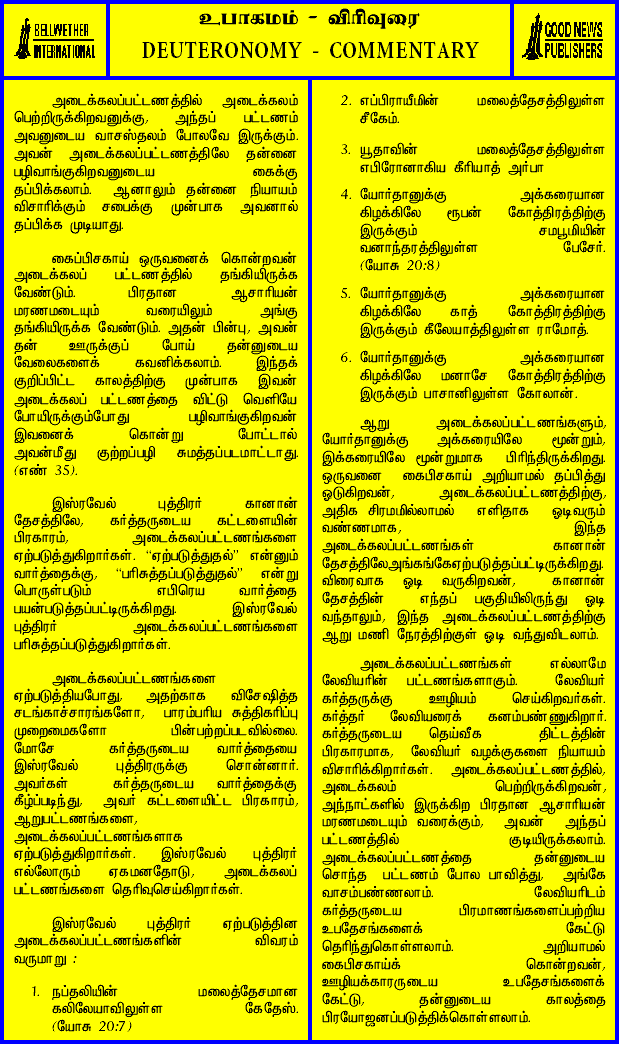 BELLWETHER
INTERNATIONAL
உபாகமம் - விரிவுரை
DEUTERONOMY - COMMENTARY
GOOD NEWS
PUBLISHERS
அடைக்கலப்பட்டணத்தில் அடைக்கலம்
பெற்றிருக்கிறவனுக்கு, அந்தப் பட்டணம்
அவனுடைய வாசஸ்தலம் போலவே இருக்கும்.
அவன் அடைக்கலப்பட்டணத்திலே தன்னை
பழிவாங்குகிறவனுடைய கைக்கு
தப்பிக்கலாம். ஆனாலும் தன்னை நியாயம்
விசாரிக்கும் சபைக்கு முன்பாக அவனால்
தப்பிக்க முடியாது.
கைப்பிசகாய் ஒருவனைக் கொன்றவன்
அடைக்கலப் பட்டணத்தில் தங்கியிருக்க
வேண்டும். பிரதான ஆசாரியன்
மரணமடையும் வரையிலும் அங்கு
தங்கியிருக்க வேண்டும். அதன் பின்பு, அவன்
தன் ஊருக்குப் போய் தன்னுடைய
வேலைகளைக் கவனிக்கலாம். இந்தக்
குறிப்பிட்ட காலத்திற்கு முன்பாக இவன்
அடைக்கலப் பட்டணத்தை விட்டு வெளியே
போயிருக்கும்போது பழிவாங்குகிறவன்
இவனைக் கொன்று போட்டால்
அவன்மீது குற்றப்பழி சுமத்தப்படமாட்டாது.
(எண் 35).
இஸ்ரவேல் புத்திரர் கானான்
தேசத்திலே, கர்த்தருடைய கட்டளையின்
பிரகாரம், அடைக்கலப்பட்டணங்களை
ஏற்படுத்துகிறார்கள். “ஏற்படுத்துதல்” என்னும்
வார்த்தைக்கு, “பரிசுத்தப்படுத்துதல்” என்று
பொருள்படும் எபிரெய வார்த்தை
பயன்படுத்தப்பட்டிருக்கிறது. இஸ்ரவேல்
புத்திரர் அடைக்கலப்பட்டணங்களை
பரிசுத்தப்படுத்துகிறார்கள்.
அடைக்கலப்பட்டணங்களை
ஏற்படுத்தியபோது, அதற்காக விசேஷித்த
சடங்காச்சாரங்களோ, பாரம்பரிய சுத்திகரிப்பு
முறைமைகளோ பின்பற்றப்படவில்லை.
மோசே கர்த்தருடைய வார்த்தையை
இஸ்ரவேல் புத்திரருக்கு சொன்னார்.
அவர்கள் கர்த்தருடைய வார்த்தைக்கு
கீழ்ப்படிந்து, அவர் கட்டளையிட்ட பிரகாரம்,
ஆறுபட்டணங்களை,
அடைக்கலப்பட்டணங்களாக
ஏற்படுத்துகிறார்கள். இஸ்ரவேல் புத்திரர்
எல்லோரும் ஏகமனதோடு, அடைக்கலப்
பட்டணங்களை தெரிவுசெய்கிறார்கள்.
இஸ்ரவேல் புத்திரர் ஏற்படுத்தின
அடைக்கலப்பட்டணங்களின் விவரம்
வருமாறு :
1. நப்தலியின் மலைத்தேசமான
கலிலேயாவிலுள்ள கேதேஸ்.
(யோசு 20:7)
2. எப்பிராயீமின் மலைத்தேசத்திலுள்ள
சீகேம்.
3. யூதாவின் மலைத்தேசத்திலுள்ள
எபிரோனாகிய கீரியாத் அர்பா
4. யோர்தானுக்கு அக்கரையான
கிழக்கிலே ரூபன் கோத்திரத்திற்கு
இருக்கும் சமபூமியின்
வனாந்தரத்திலுள்ள பேசேர்.
(யோசு 20:8)
5. யோர்தானுக்கு அக்கரையான
கிழக்கிலே காத் கோத்திரத்திற்கு
இருக்கும் கீலேயாத்திலுள்ள ராமோத்.
6. யோர்தானுக்கு அக்கரையான
கிழக்கிலே மனாசே கோத்திரத்திற்கு
இருக்கும் பாசானிலுள்ள கோலான்.
ஆறு அடைக்கலப்பட்டணங்களும்,
யோர்தானுக்கு அக்கரையிலே மூன்றும்,
இக்கரையிலே மூன்றுமாக பிரிந்திருக்கிறது.
ஒருவனை கைபிசகாய் அறியாமல் தப்பித்து
ஓடுகிறவன், அடைக்கலப்பட்டணத்திற்கு,
அதிக சிரமமில்லாமல் எளிதாக ஓடிவரும்
வண்ணமாக, இந்த
அடைக்கலப்பட்டணங்கள் கானான்
தேசத்திலேஅங்கங்கேஏற்படுத்தப்பட்டிருக்கிறது.
விரைவாக ஓடி வருகிறவன், கானான்
தேசத்தின் எந்தப் பகுதியிலிருந்து ஓடி
வந்தாலும், இந்த அடைக்கலப்பட்டணத்திற்கு
ஆறு மணி நேரத்திற்குள் ஓடி வந்துவிடலாம்.
அடைக்கலப்பட்டணங்கள் எல்லாமே
லேவியரின் பட்டணங்களாகும். லேவியர்
கர்த்தருக்கு ஊழியம் செய்கிறவர்கள்.
கர்த்தர் லேவியரைக் கனம்பண்ணுகிறார்.
கர்த்தருடைய தெய்வீக திட்டத்தின்
பிரகாரமாக, லேவியர் வழக்குகளை நியாயம்
விசாரிக்கிறார்கள். அடைக்கலப்பட்டணத்தில்,
அடைக்கலம் பெற்றிருக்கிறவன்,
அந்நாட்களில் இருக்கிற பிரதான ஆசாரியன்
மரணமடையும் வரைக்கும், அவன் அந்தப்
பட்டணத்தில் குடியிருக்கலாம்.
அடைக்கலப்பட்டணத்தை தன்னுடைய
சொந்த பட்டணம் போல பாவித்து, அங்கே
வாசம்பண்ணலாம். லேவியரிடம்
கர்த்தருடைய பிரமாணங்களைப்பற்றிய
உபதேசங்களைக் கேட்டு
தெரிந்துகொள்ளலாம். அறியாமல்
கைபிசகாய்க் கொன்றவன்,
ஊழியக்காரருடைய உபதேசங்களைக்
கேட்டு, தன்னுடைய காலத்தை
பிரயோஜனப்படுத்திக்கொள்ளலாம்.